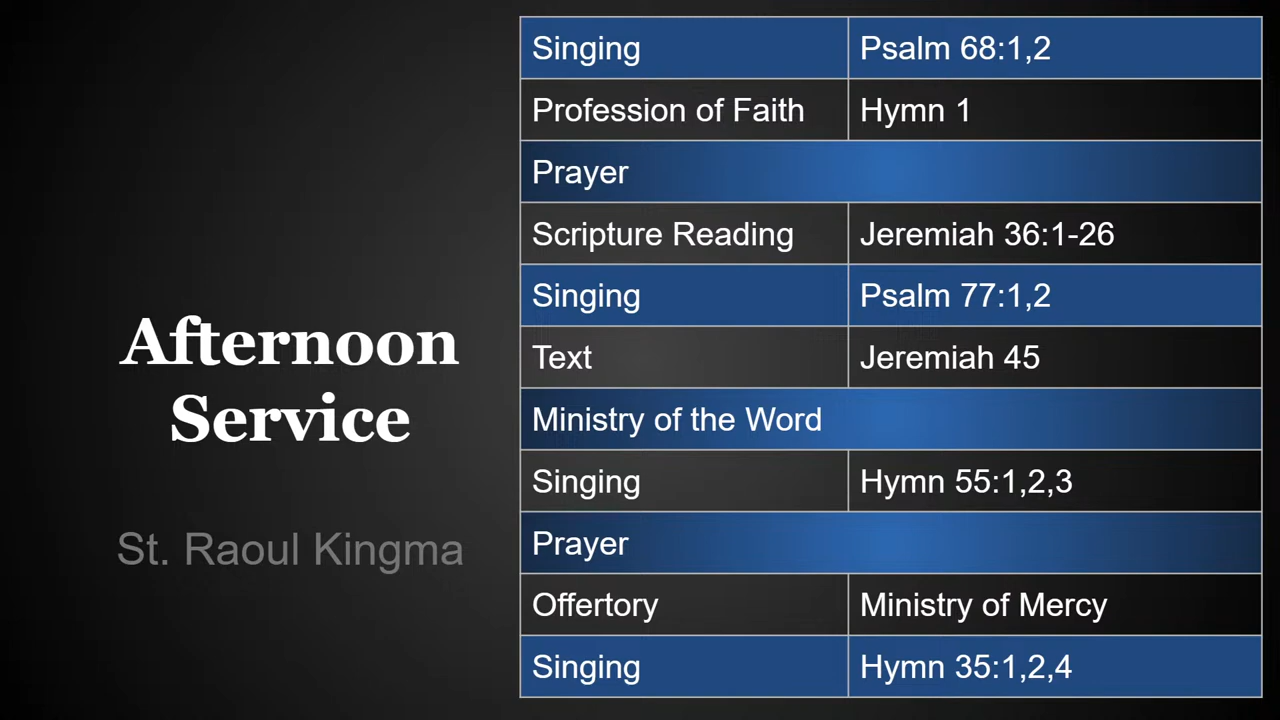 Afternoon
Service
St. Raoul Kingma
Singing Psalm 68:1,2
Profession of Faith Hymn 1
Prayer
Scripture Reading Jeremiah 36:1-26
Singing Psalm 77:1,2
Text Jeremiah 45
Ministry of the Word
Singing Hymn 55:1,2,3
Prayer
Offertory Ministry of Mercy
Singing Hymn 35:1,2,4